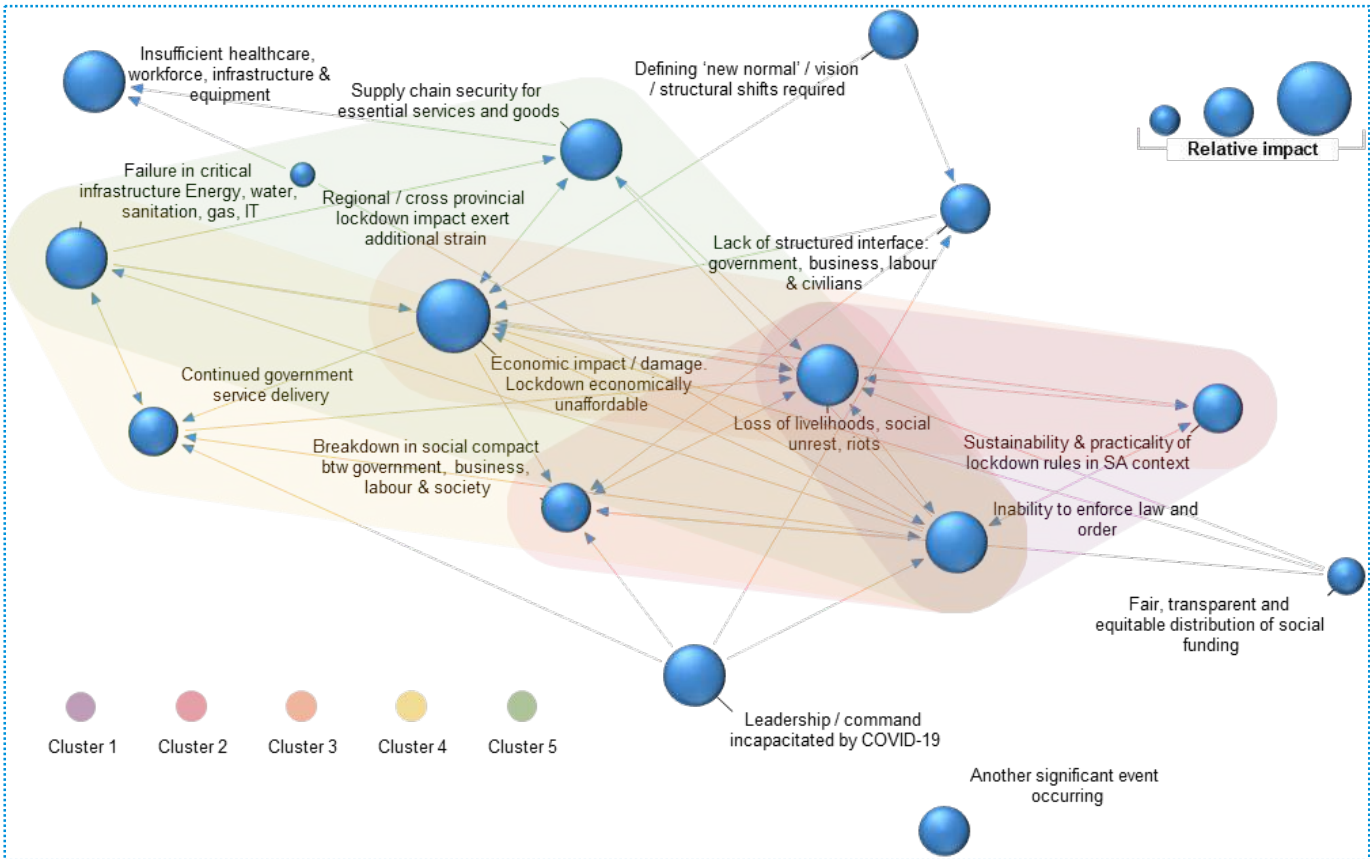 Insufficient healthcare,
workforce, infrastructure &
equipment
Supply chain security for
essential services and goods
Defining ‘new normal’ / vision
/ structural shifts required
Relative impact
Failure in critical
infrastructure Energy, water,
sanitation, gas, IT
Regional / cross provincial
lockdown impact exert
additional strain
Lack of structured interface:
government, business, labour
& civilians
Continued government
service delivery
Economic impact / damage.
Lockdown economically
unaffordable
Loss of livelihoods, social
unrest, riots
Sustainability & practicality of
lockdown rules in SA context
Breakdown in social compact
btw government, business,
labour & society
Inability to enforce law and
order
Fair, transparent and
equitable distribution of social
funding
Leadership / command
incapacitated by COVID-19
Another significant event
occurring
Cluster 1
Cluster 2
Cluster 3
Cluster 4
Cluster 5